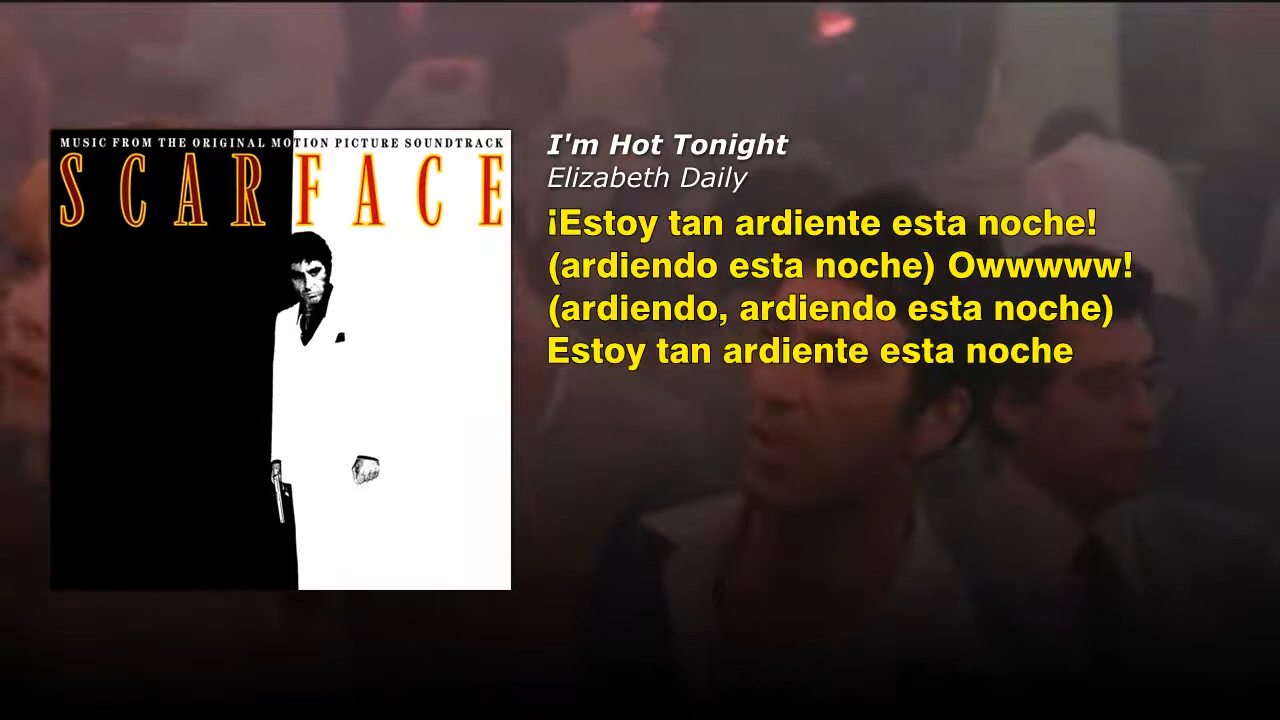 MUSIC FROM THE ORIGINAL MOTION PICTURE SOUNDTRACK
SCARFACE
I'm Hot Tonight
Elizabeth Daily
¡Estoy tan ardiente esta noche!
(ardiendo esta noche) Owwwww!
(ardiendo, ardiendo esta noche)
Estoy tan ardiente esta noche